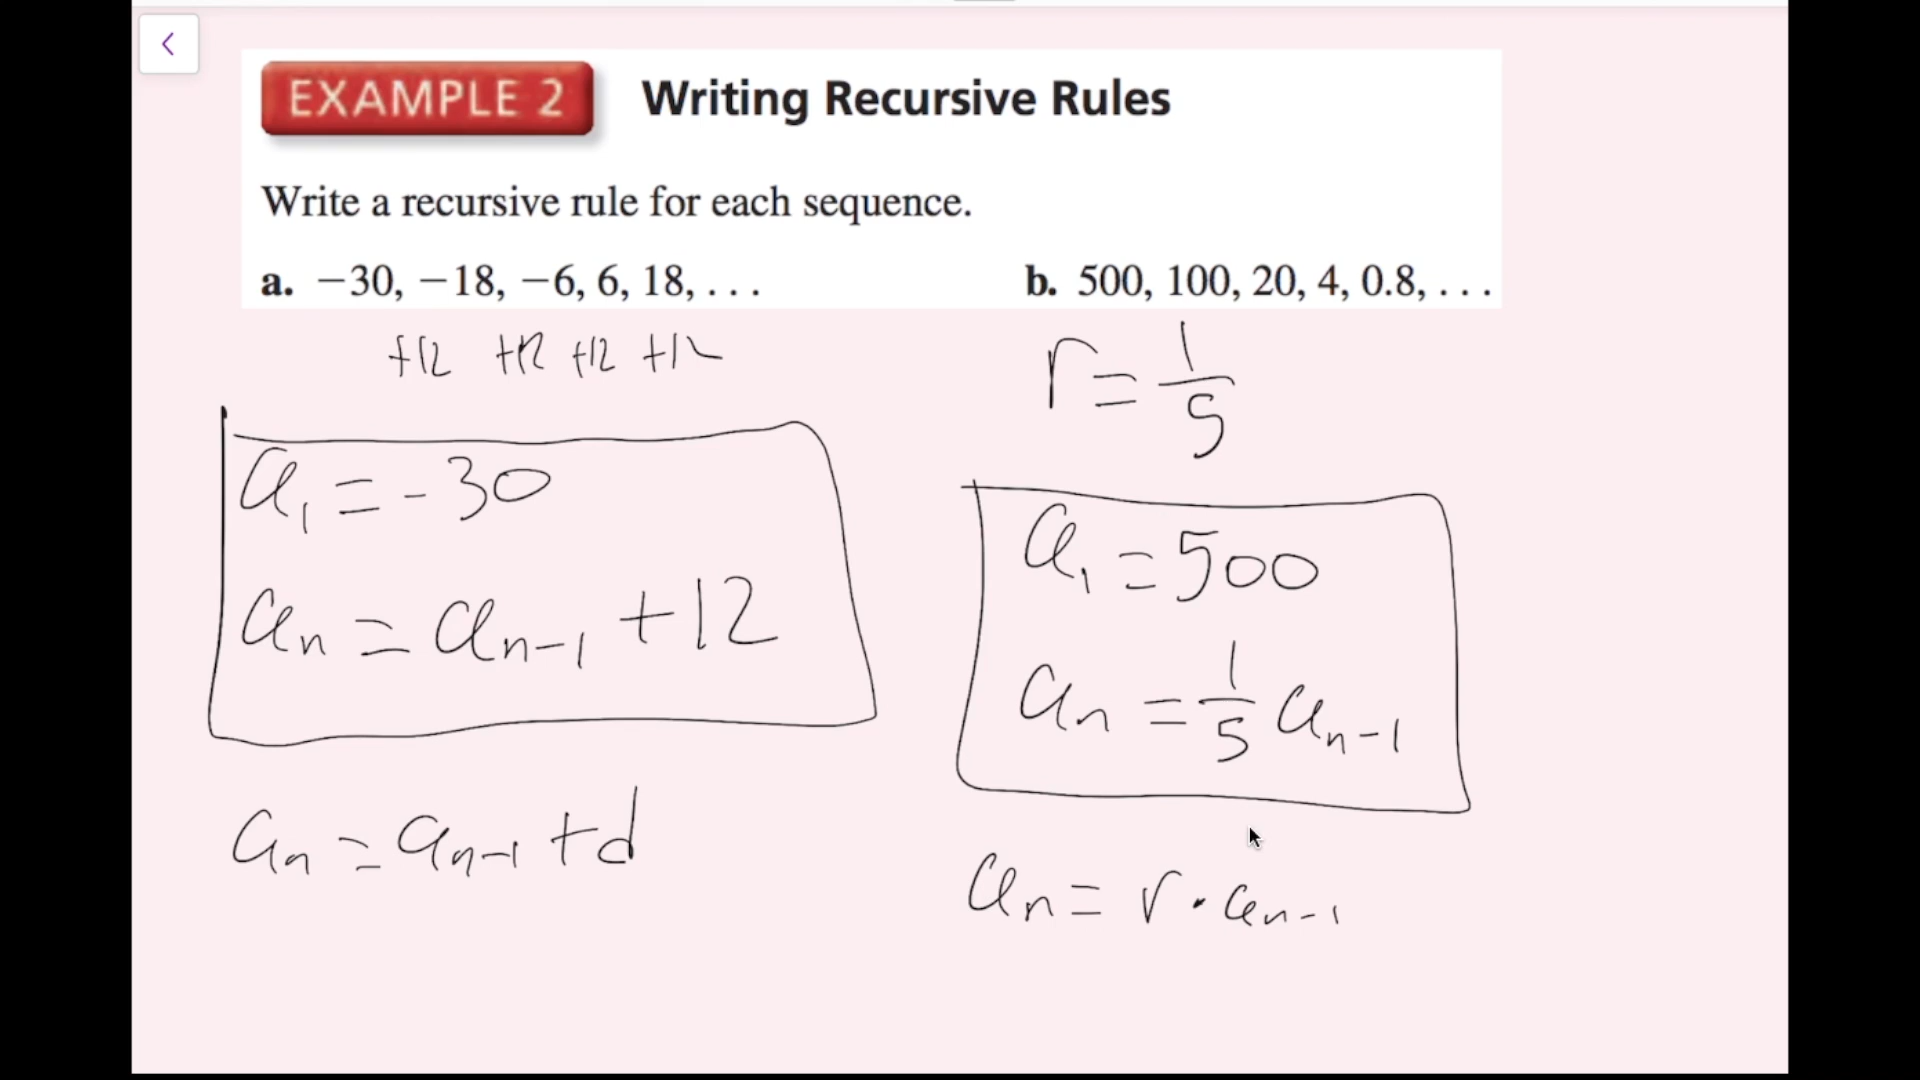 EXAMPLE 2 Writing Recursive Rules
Write a recursive rule for each sequence.
a. −30, −18, −6, 6, 18, . . . b. 500, 100, 20, 4, 0.8, . . .
+12 +12 +12 +12
r = 1/5
a₁ = -30
aₙ = aₙ₋₁ + 12
a₁ = 500
aₙ = 1/5 aₙ₋₁
aₙ = aₙ₋₁ + d
aₙ = r · aₙ₋₁